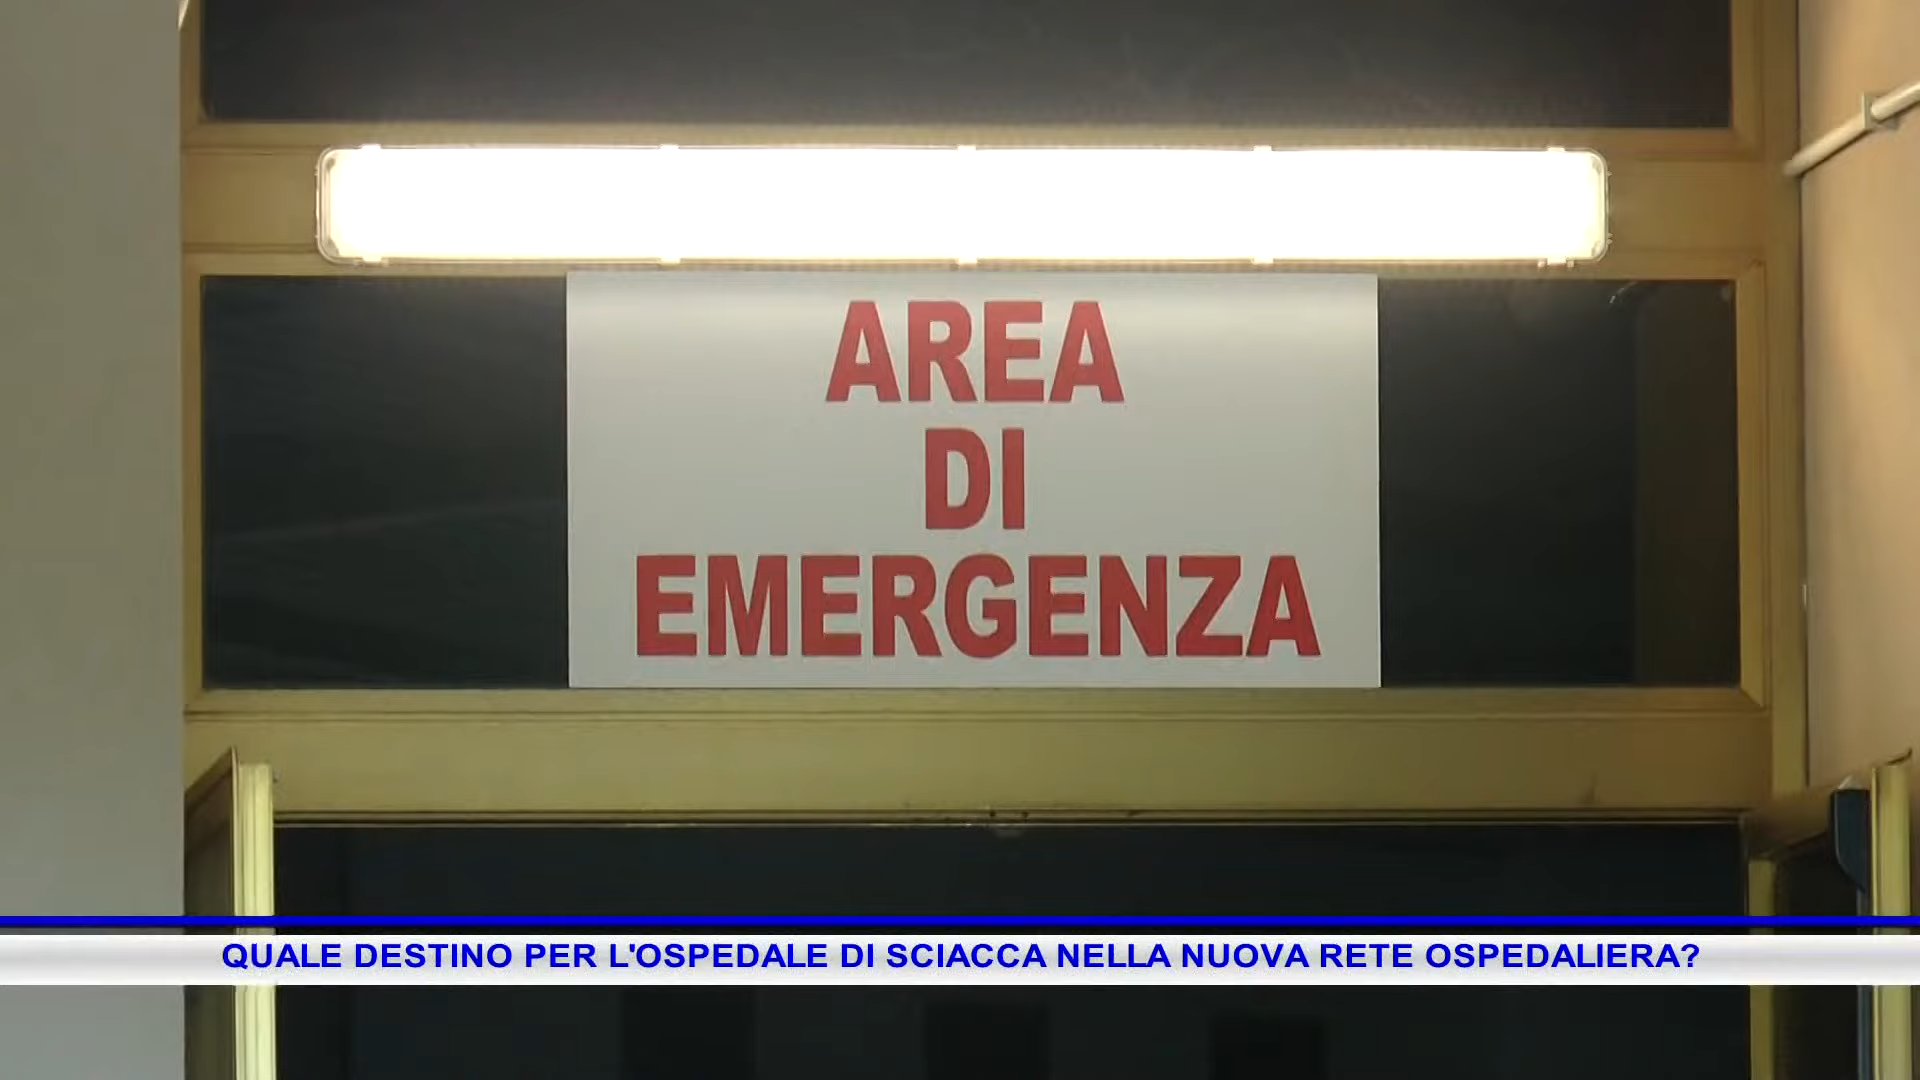 AREA
DI
EMERGENZA
QUALE DESTINO PER L'OSPEDALE DI SCIACCA NELLA NUOVA RETE OSPEDALIERA?